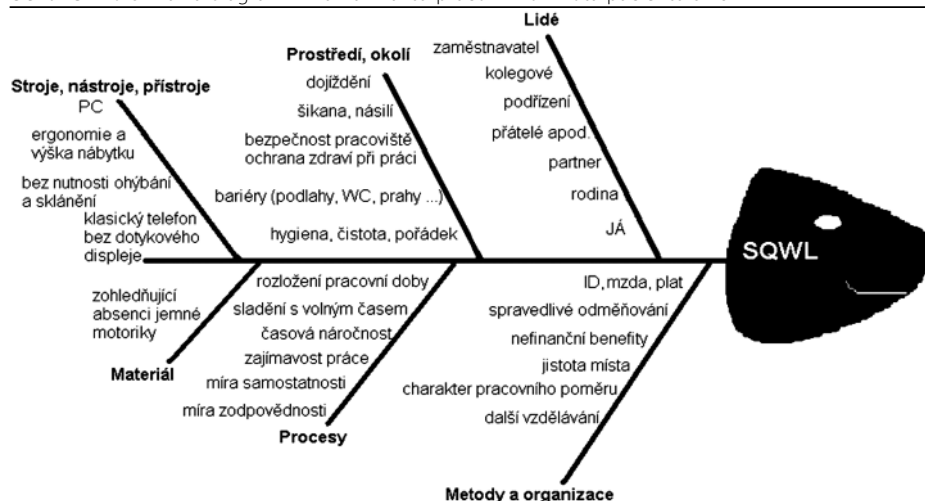 Lidé
zaměstnavatel
kolegové
podřízení
přátelé apod.
partner
rodina
JÁ
Prostředí, okolí
dojíždění
šikana, násilí
bezpečnost pracoviště
ochrana zdraví při práci
bariéry (podlahy, WC, prahy ...)
hygiena, čistota, pořádek
Stroje, nástroje, přístroje
PC
ergonomie a
výška nábytku
bez nutnosti ohýbání
a sklánění
klasický telefon
bez dotykového
displeje
SQWL
zohledňující
absenci jemné
motoriky
Materiál
rozložení pracovní doby
sladění s volným časem
časová náročnost
zajímavost práce
míra samostatnosti
míra zodpovědnosti
Procesy
ID, mzda, plat
spravedlivé odměňování
nefinanční benefity
jistota místa
charakter pracovního poměru
další vzdělávání
Metody a organizace